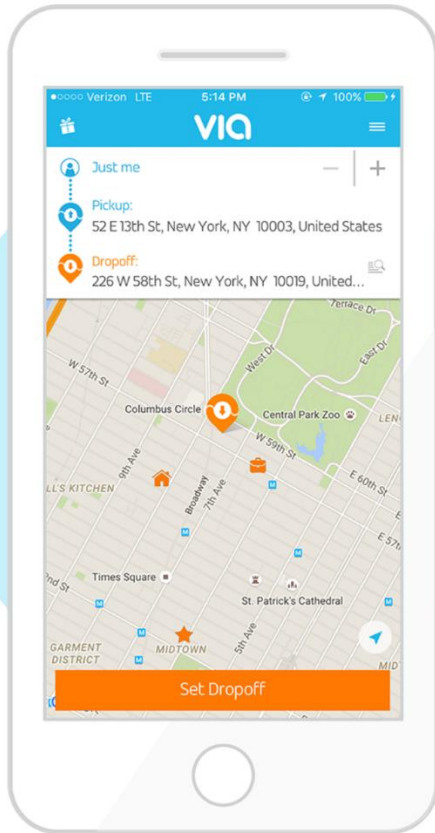 Verizon LTE 5:14 PM 100%
via
Just me
Pickup:
52 E 13th St, New York, NY 10003, United States
Dropoff:
226 W 58th St, New York, NY 10019, United...
Terrace Dr
West Dr
East Dr
W 57th St
Columbus Circle
Central Park Zoo
LEN
W 59th St
9th Ave
E 60th St
LL'S KITCHEN
Broadway
7th Ave
M
E 57th
M
M
2nd St
Times Square
St. Patrick's Cathedral
M
M
5th Ave
GARMENT
DISTRICT
MIDTOWN
MID
M
Set Dropoff